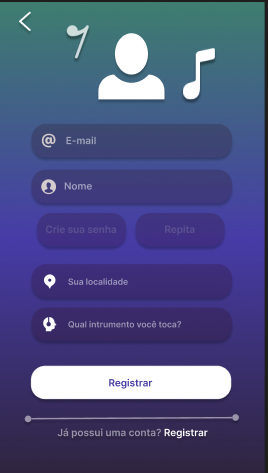 E-mail
Nome
Crie sua senha Repita
Sua localidade
Qual intrumento você toca?
Registrar
Já possui uma conta? Registrar